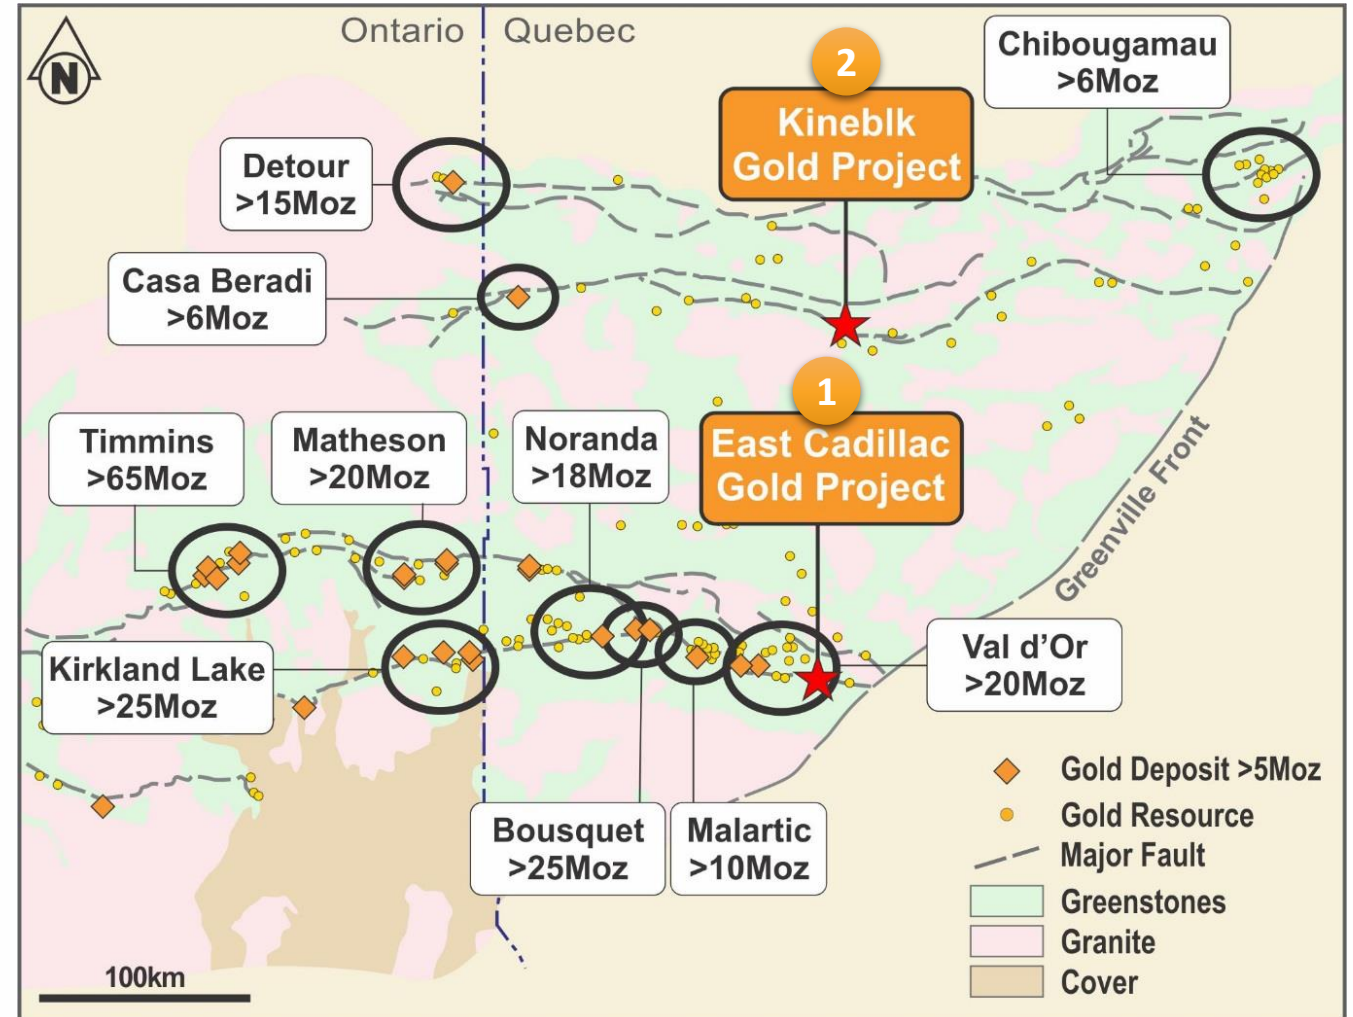 N
Ontario
Quebec
2
Kineblk
Gold Project
Chibougamau
>6Moz
Detour
>15Moz
Casa Beradi
>6Moz
1
East Cadillac
Gold Project
Timmins
>65Moz
Matheson
>20Moz
Noranda
>18Moz
Greenville Front
Kirkland Lake
>25Moz
Val d’Or
>20Moz
Bousquet
>25Moz
Malartic
>10Moz
Gold Deposit >5Moz
Gold Resource
Major Fault
Greenstones
Granite
Cover
100km